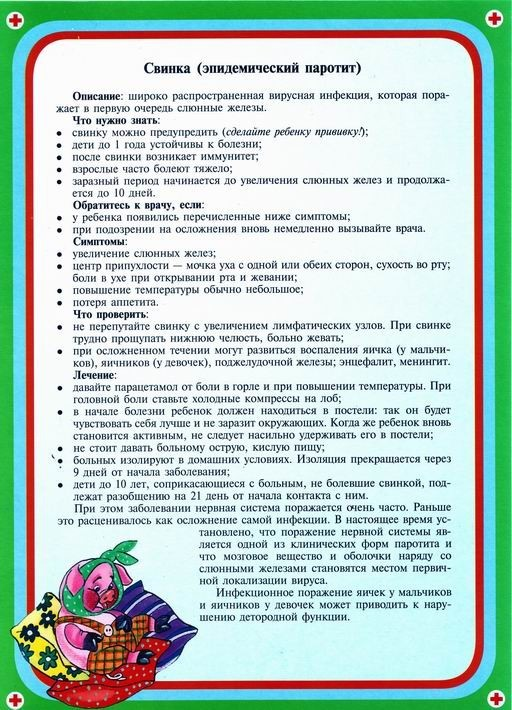 Свинка (эпидемический паротит)
Описание: широко распространенная вирусная инфекция, которая пора-
жает в первую очередь слюнные железы.
Что нужно знать:
• свинку можно предупредить (сделайте ребенку прививку!);
• дети до 1 года устойчивы к болезни;
• после свинки возникает иммунитет;
• взрослые часто болеют тяжело;
• заразный период начинается до увеличения слюнных желез и продолжа-
ется до 10 дней.
Обратитесь к врачу, если:
• у ребенка появились перечисленные ниже симптомы;
• при подозрении на осложнения вновь немедленно вызывайте врача.
Симптомы:
• увеличение слюнных желез;
• центр припухлости — мочка уха с одной или обеих сторон, сухость во рту;
боли в ухе при открывании рта и жевании;
• повышение температуры обычно небольшое;
• потеря аппетита.
Что проверить:
• не перепутайте свинку с увеличением лимфатических узлов. При свинке
трудно прощупать нижнюю челюсть, больно жевать;
• при осложненном течении могут развиться воспаления яичка (у мальчи-
ков), яичников (у девочек), поджелудочной железы; энцефалит, менингит.
Лечение:
• давайте парацетамол от боли в горле и при повышении температуры. При
головной боли ставьте холодные компрессы на лоб;
• в начале болезни ребенок должен находиться в постели: так он будет
чувствовать себя лучше и не заразит окружающих. Когда же ребенок вновь
становится активным, не следует насильно удерживать его в постели;
• не стоит давать больному острую, кислую пищу;
• больных изолируют в домашних условиях. Изоляция прекращается через
9 дней от начала заболевания;
• дети до 10 лет, соприкасающиеся с больным, не болевшие свинкой, под-
лежат разобщению на 21 день от начала контакта с ним.
При этом заболевании нервная система поражается очень часто. Раньше
это расценивалось как осложнение самой инфекции. В настоящее время ус-
тановлено, что поражение нервной системы яв-
ляется одной из клинических форм паротита и
что мозговое вещество и оболочки наряду со
слюнными железами становятся местом первич-
ной локализации вируса.
Инфекционное поражение яичек у мальчиков
и яичников у девочек может приводить к нару-
шению детородной функции.